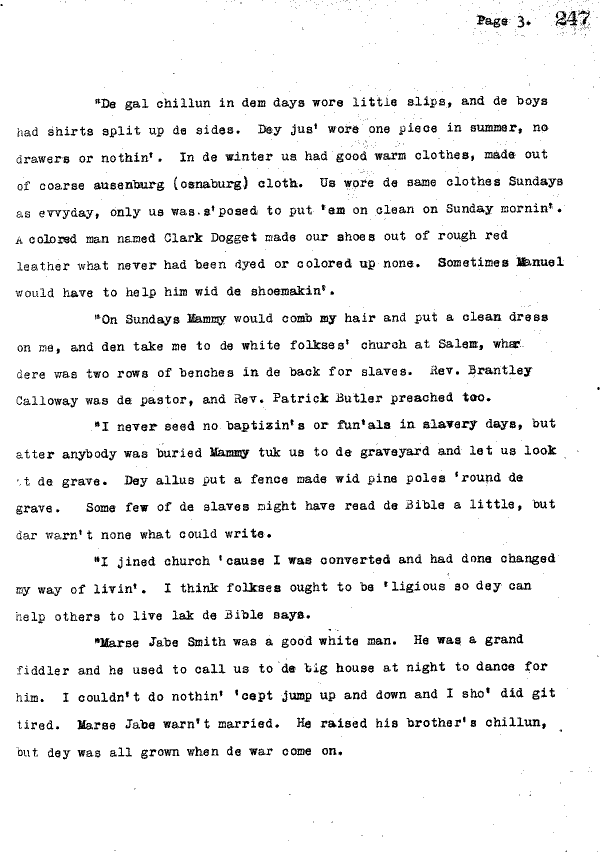 Page 3. 247
"De gal chillun in dem days wore little slips, and de boys
had shirts split up de sides. Dey jus' wore one piece in summer, no
drawers or nothin'. In de winter us had good warm clothes, made out
of coarse ausenburg (osnaburg) cloth. Us wore de same clothes Sundays
as evvyday, only us was s'posed to put 'em on clean on Sunday mornin'.
A colored man named Clark Dogget made our shoes out of rough red
leather what never had been dyed or colored up none. Sometimes Manuel
would have to help him wid de shoemakin'.
"On Sundays Mammy would comb my hair and put a clean dress
on me, and den take me to de white folkses' church at Salem, whar
dere was two rows of benches in de back for slaves. Rev. Brantley
Calloway was de pastor, and Rev. Patrick Butler preached too.
"I never seed no baptizin's or fun'als in slavery days, but
atter anybody was buried Mammy tuk us to de graveyard and let us look
't de grave. Dey allus put a fence made wid pine poles 'round de
grave. Some few of de slaves might have read de Bible a little, but
dar warn't none what could write.
"I jined church 'cause I was converted and had done changed
my way of livin'. I think folkses ought to be 'ligious so dey can
help others to live lak de Bible says.
"Marse Jabe Smith was a good white man. He was a grand
fiddler and he used to call us to de big house at night to dance for
him. I couldn't do nothin' 'cept jump up and down and I sho' did git
tired. Marse Jabe warn't married. He raised his brother's chillun,
but dey was all grown when de war come on.